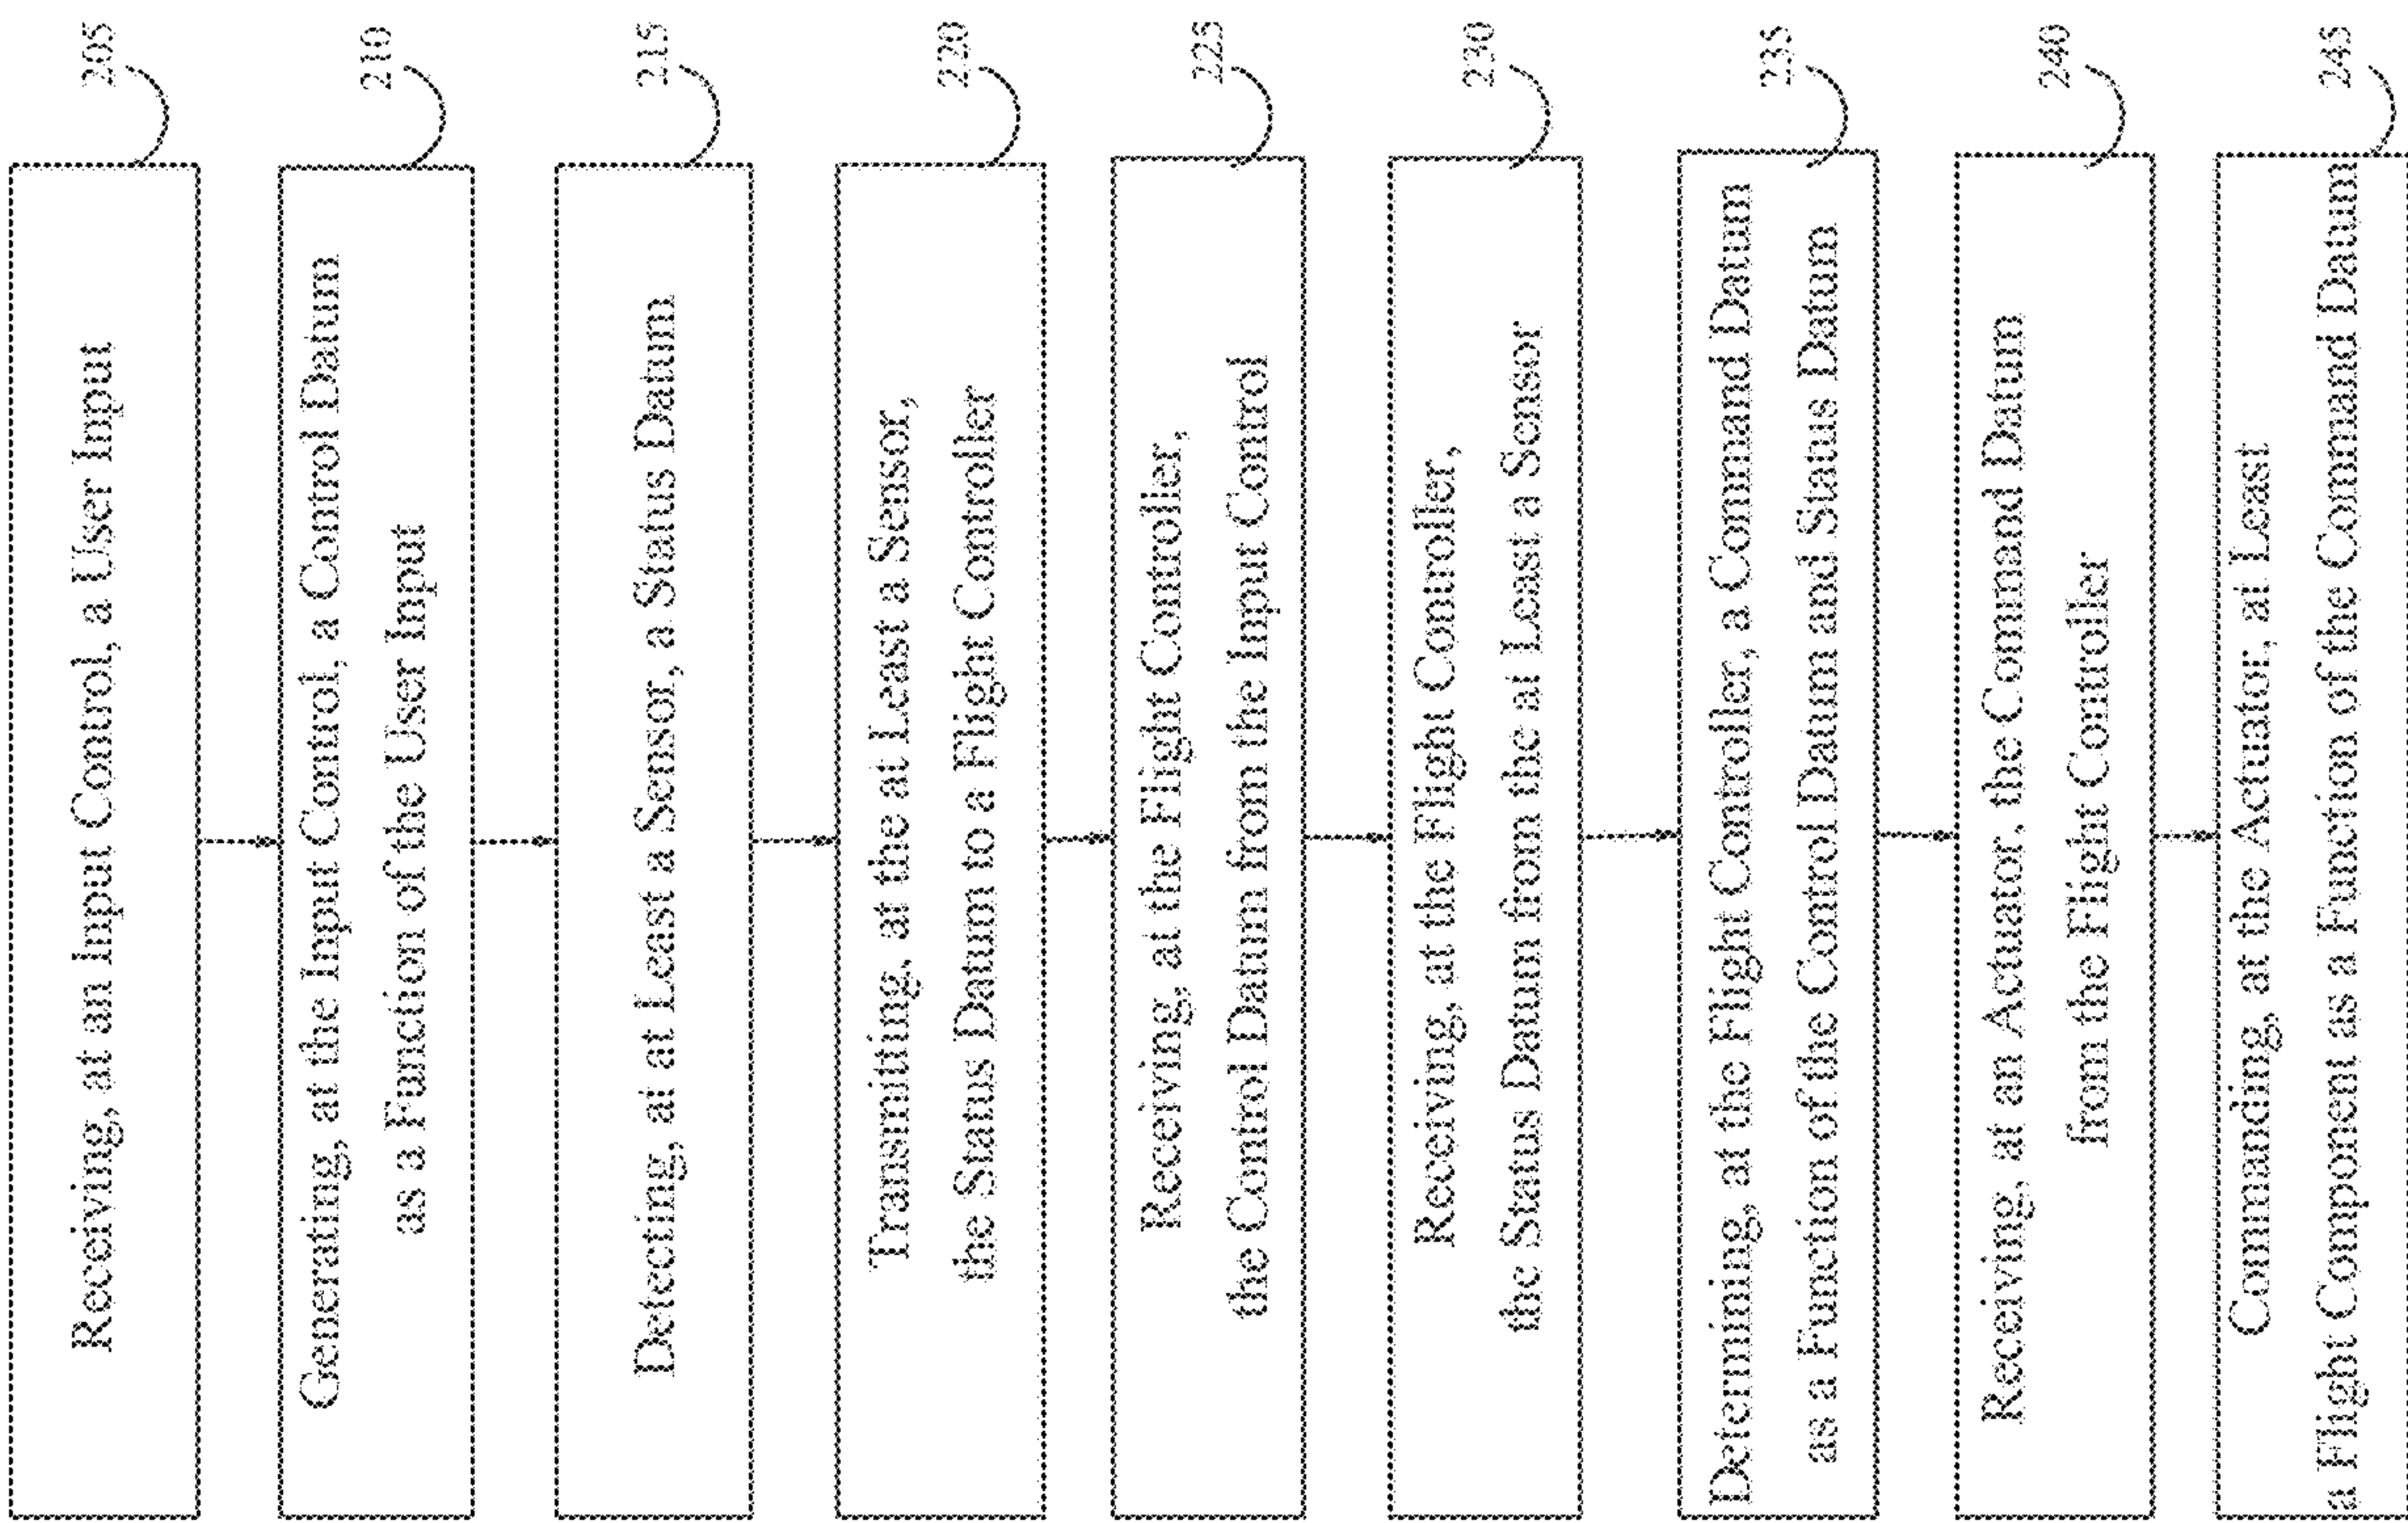 Receiving, at an Input Control, a User Input
205
Generating, at the Input Control, a Control Datum
as a Function of the User Input
210
Detecting, at at Least a Sensor, a Status Datum
215
Transmitting, at the at Least a Sensor,
the Status Datum to a Flight Controller
220
Receiving, at the Flight Controller,
the Control Datum from the Input Control
225
Receiving, at the Flight Controller,
the Status Datum from the at Least a Sensor
230
Determining, at the Flight Controller, a Command Datum
as a Function of the Control Datum and Status Datum
235
Receiving, at an Actuator, the Command Datum
from the Flight Controller
240
Commanding, at the Actuator, at Least
a Flight Component as a Function of the Command Datum
245